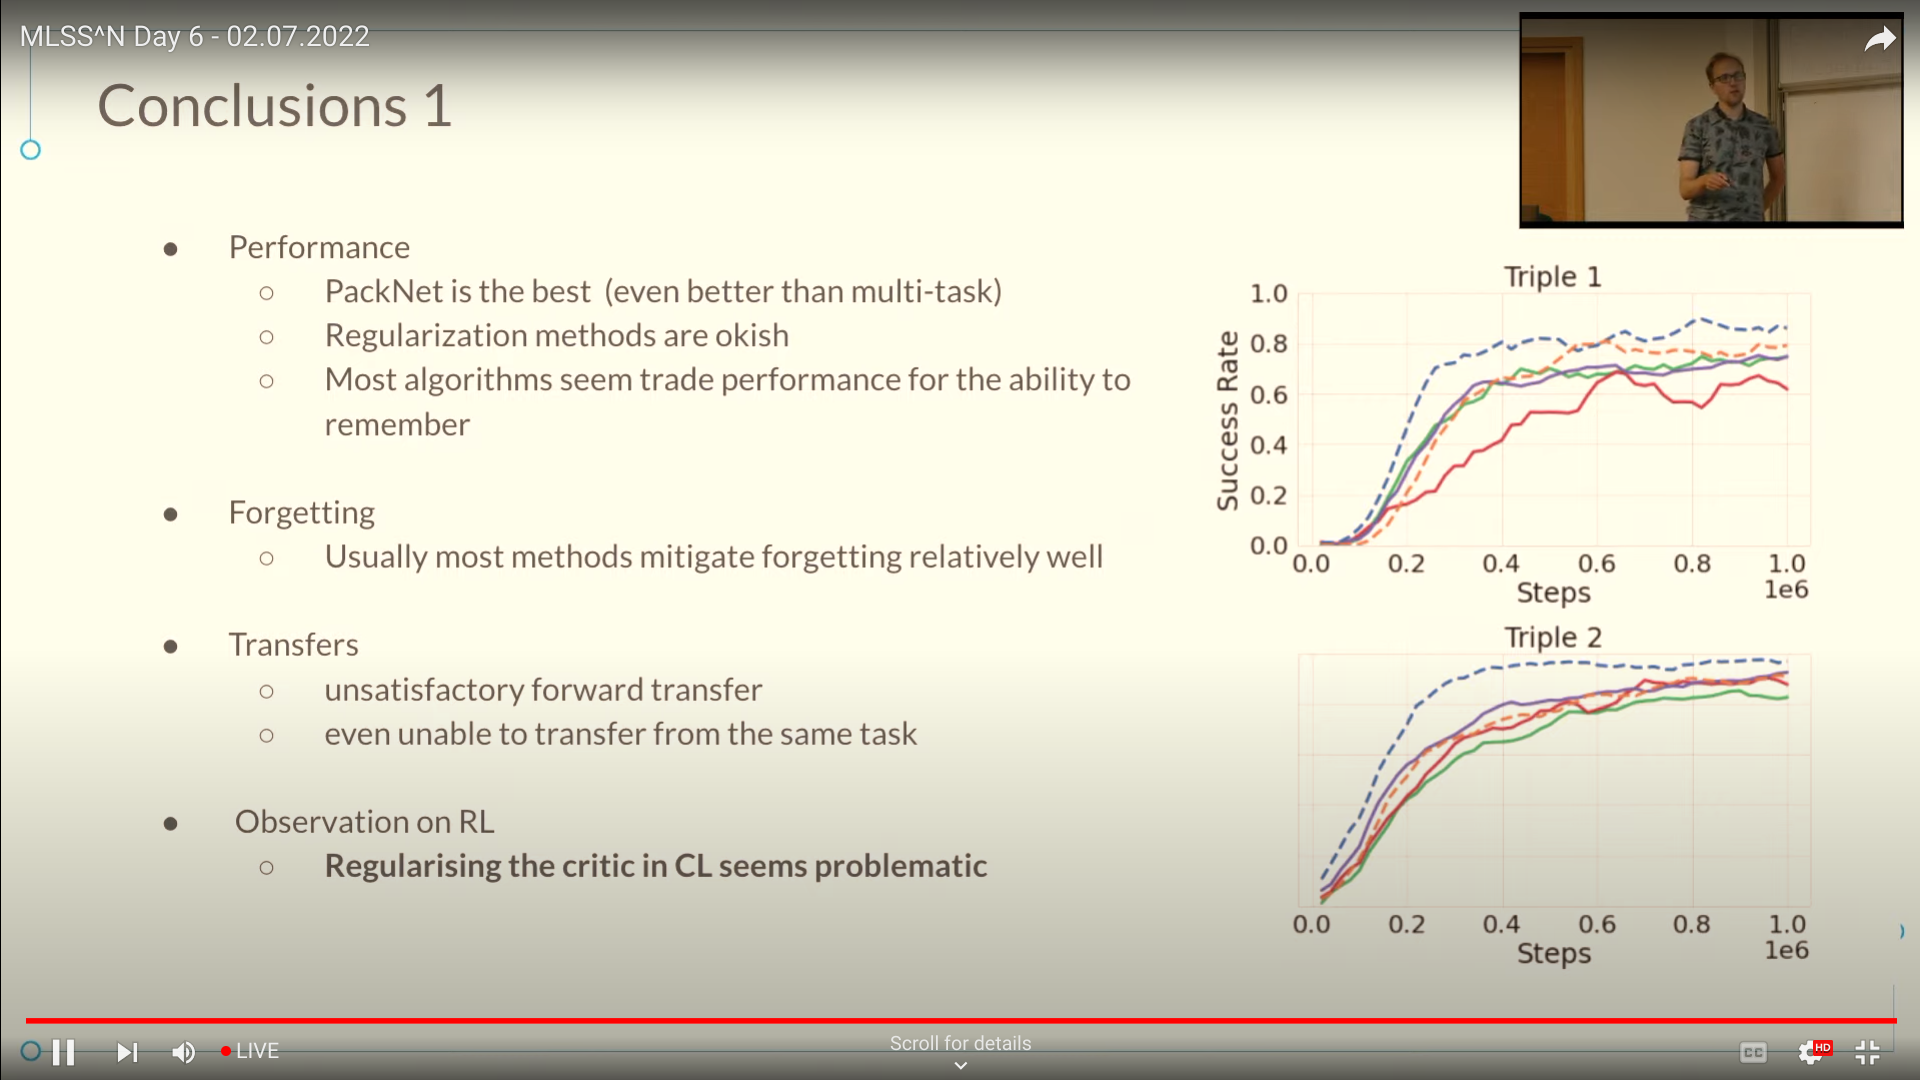 MLSS^N Day 6 - 02.07.2022
Conclusions 1
● Performance
○ PackNet is the best (even better than multi-task)
○ Regularization methods are okish
○ Most algorithms seem trade performance for the ability to
remember
● Forgetting
○ Usually most methods mitigate forgetting relatively well
● Transfers
○ unsatisfactory forward transfer
○ even unable to transfer from the same task
● Observation on RL
○ Regularising the critic in CL seems problematic
Triple 1
Success Rate
1.0
0.8
0.6
0.4
0.2
0.0
0.0 0.2 0.4 0.6 0.8 1.0
1e6
Steps
Triple 2
0.0 0.2 0.4 0.6 0.8 1.0
1e6
Steps
LIVE
Scroll for details
CC
HD